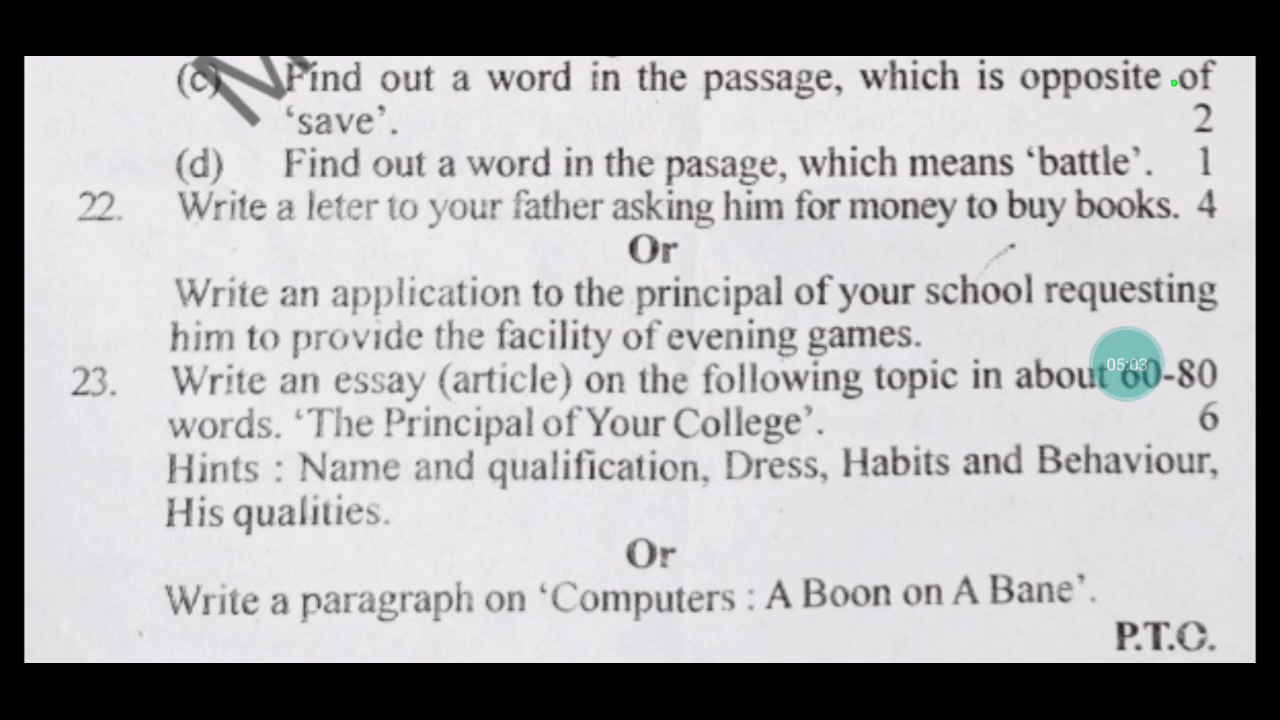 (c) Find out a word in the passage, which is opposite of
'save'. 2
(d) Find out a word in the pasage, which means 'battle'. 1
22. Write a leter to your father asking him for money to buy books. 4
Or
Write an application to the principal of your school requesting
him to provide the facility of evening games.
23. Write an essay (article) on the following topic in about 60-80
05:03
words. 'The Principal of Your College'. 6
Hints : Name and qualification, Dress, Habits and Behaviour,
His qualities.
Or
Write a paragraph on 'Computers : A Boon on A Bane'.
P.T.O.